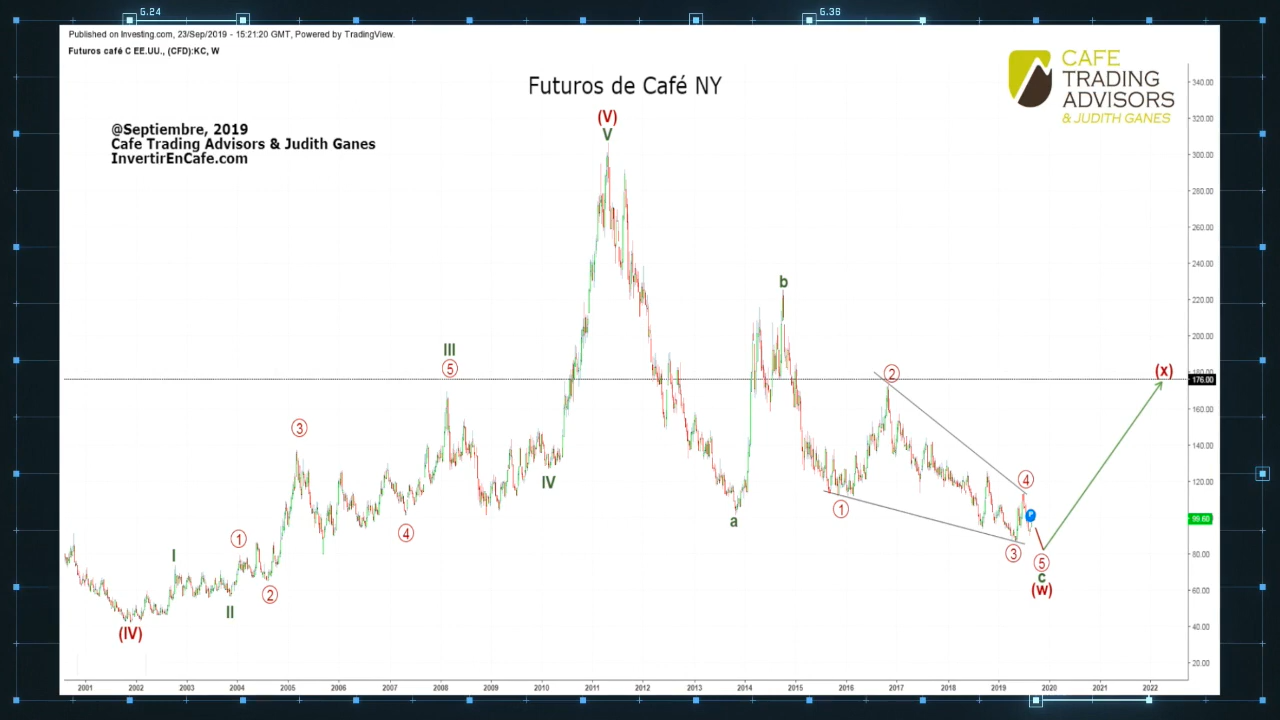 6.24
6.36
Published on Investing.com, 23/Sep/2019 - 15:21:20 GMT, Powered by TradingView.
Futuros café C EE.UU., (CFD):KC, W
Futuros de Café NY
CAFE
TRADING
ADVISORS
& JUDITH GANES
@Septiembre, 2019
Cafe Trading Advisors & Judith Ganes
InvertirEnCafe.com
(V)
V
III
5
3
I
1
2
II
(IV)
4
IV
a
b
2
1
4
P
3
5
c
(w)
(x)
340.00
320.00
300.00
280.00
260.00
240.00
220.00
200.00
180.00
176.00
160.00
140.00
120.00
99.60
80.00
60.00
40.00
20.00
2001 2002 2003 2004 2005 2006 2007 2008 2009 2010 2011 2012 2013 2014 2015 2016 2017 2018 2019 2020 2021 2022